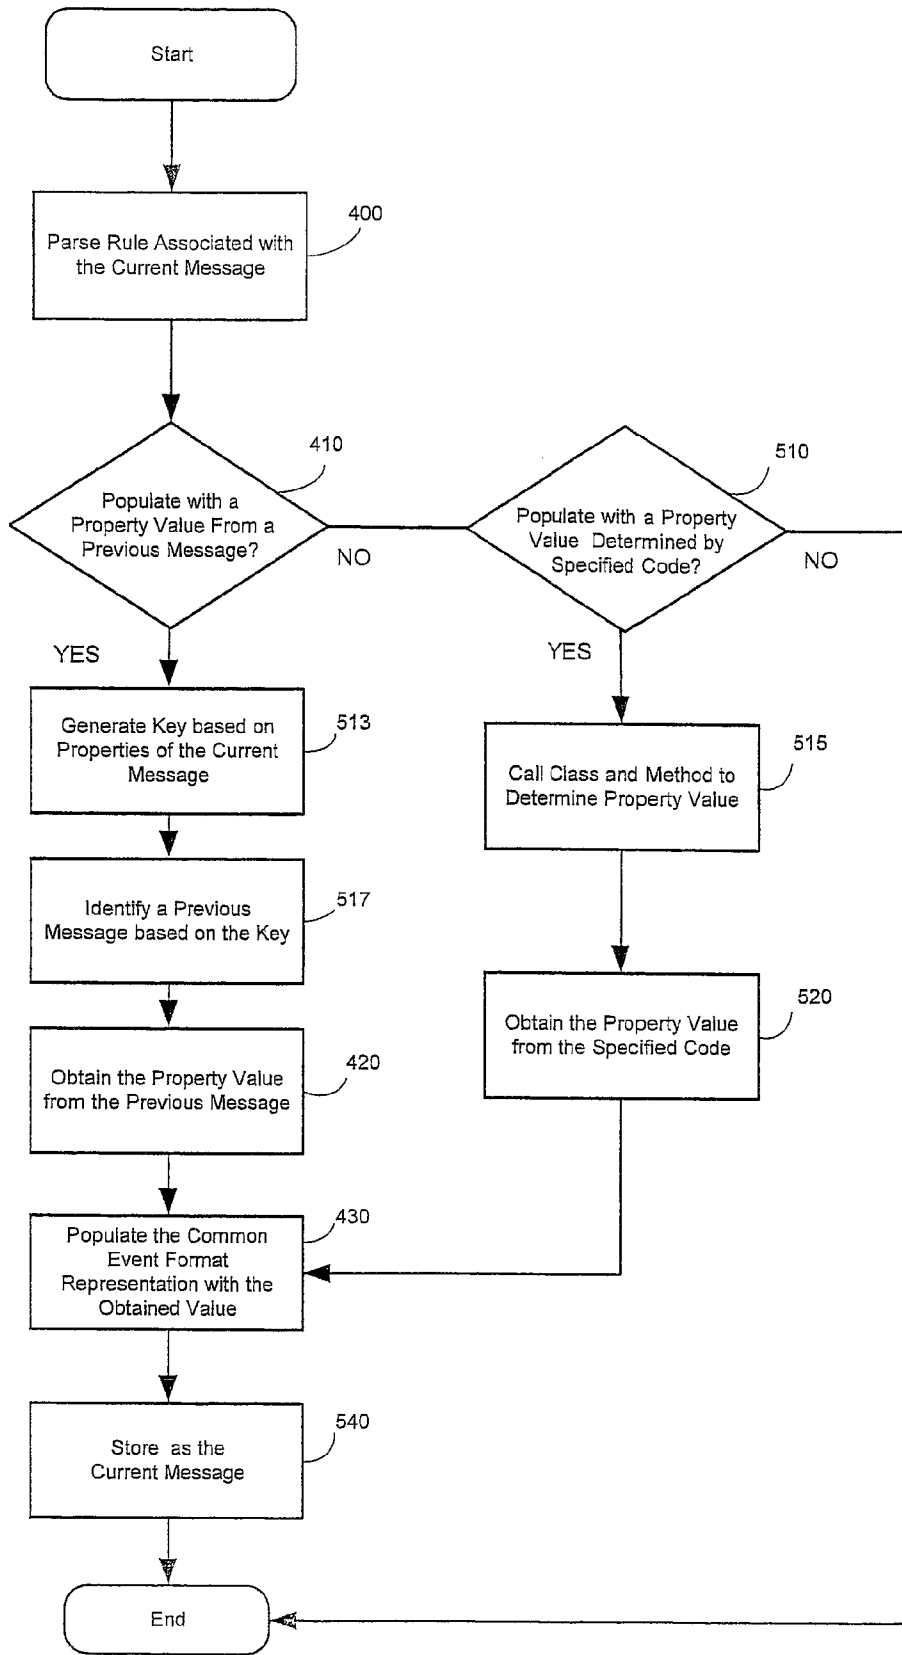 Start
400
Parse Rule Associated with
the Current Message
410
Populate with a
Property Value From a
Previous Message?
NO
510
Populate with a Property
Value Determined by
Specified Code?
NO
YES
YES
513
Generate Key based on
Properties of the Current
Message
515
Call Class and Method to
Determine Property Value
517
Identify a Previous
Message based on the Key
520
Obtain the Property Value
from the Specified Code
420
Obtain the Property Value
from the Previous Message
430
Populate the Common
Event Format
Representation with the
Obtained Value
540
Store as the
Current Message
End